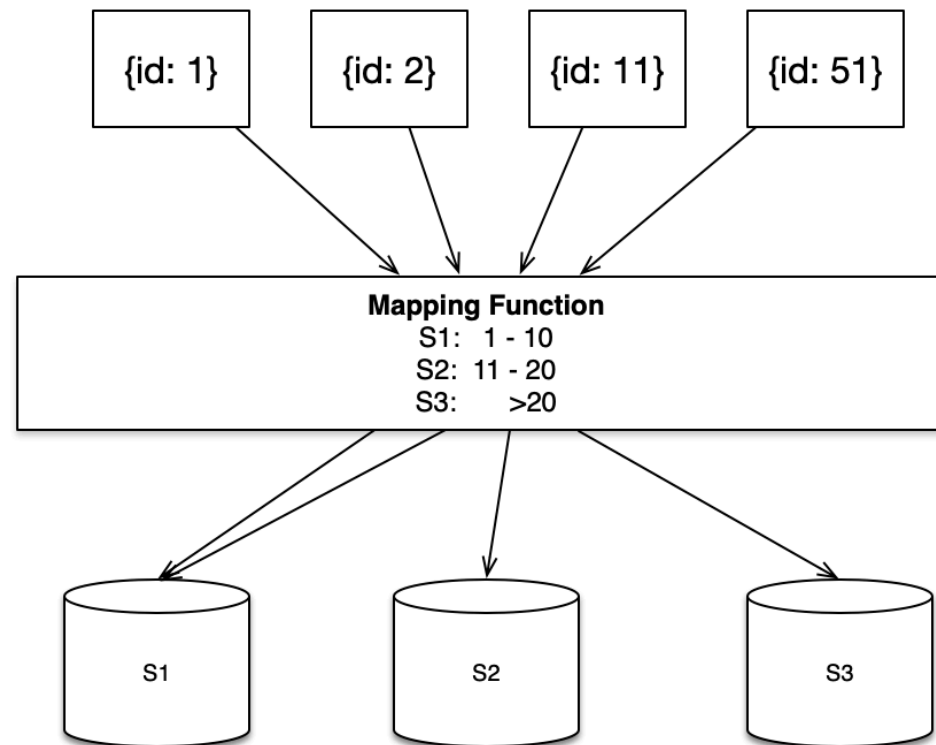 {id: 1}
{id: 2}
{id: 11}
{id: 51}
Mapping Function
S1: 1 - 10
S2: 11 - 20
S3: >20
S1
S2
S3